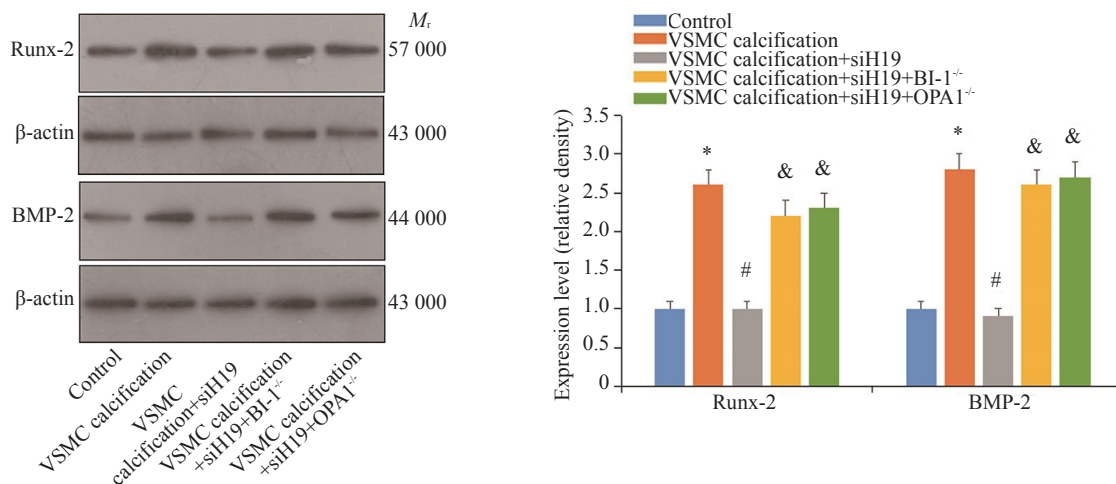 Mr
Runx-2
57 000
β-actin
43 000
BMP-2
44 000
β-actin
43 000
Control
VSMC calcification
VSMC
calcification+siH19
VSMC calcification
+siH19+BI-1-/-
VSMC calcification
+siH19+OPA1-/-
Control
VSMC calcification
VSMC calcification+siH19
VSMC calcification+siH19+BI-1-/-
VSMC calcification+siH19+OPA1-/-
Expression level (relative density)
3.5
3.0
2.5
2.0
1.5
1.0
0.5
0
* # & &
* # & &
Runx-2
BMP-2